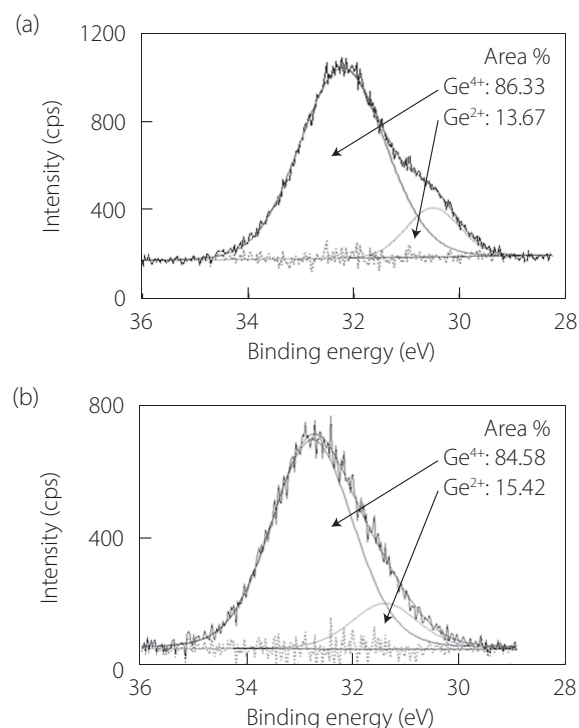 (a)
1200
800
400
0
Intensity (cps)
Area %
Ge⁴⁺: 86.33
Ge²⁺: 13.67
36
34
32
30
28
Binding energy (eV)
(b)
800
400
0
Intensity (cps)
Area %
Ge⁴⁺: 84.58
Ge²⁺: 15.42
36
34
32
30
28
Binding energy (eV)